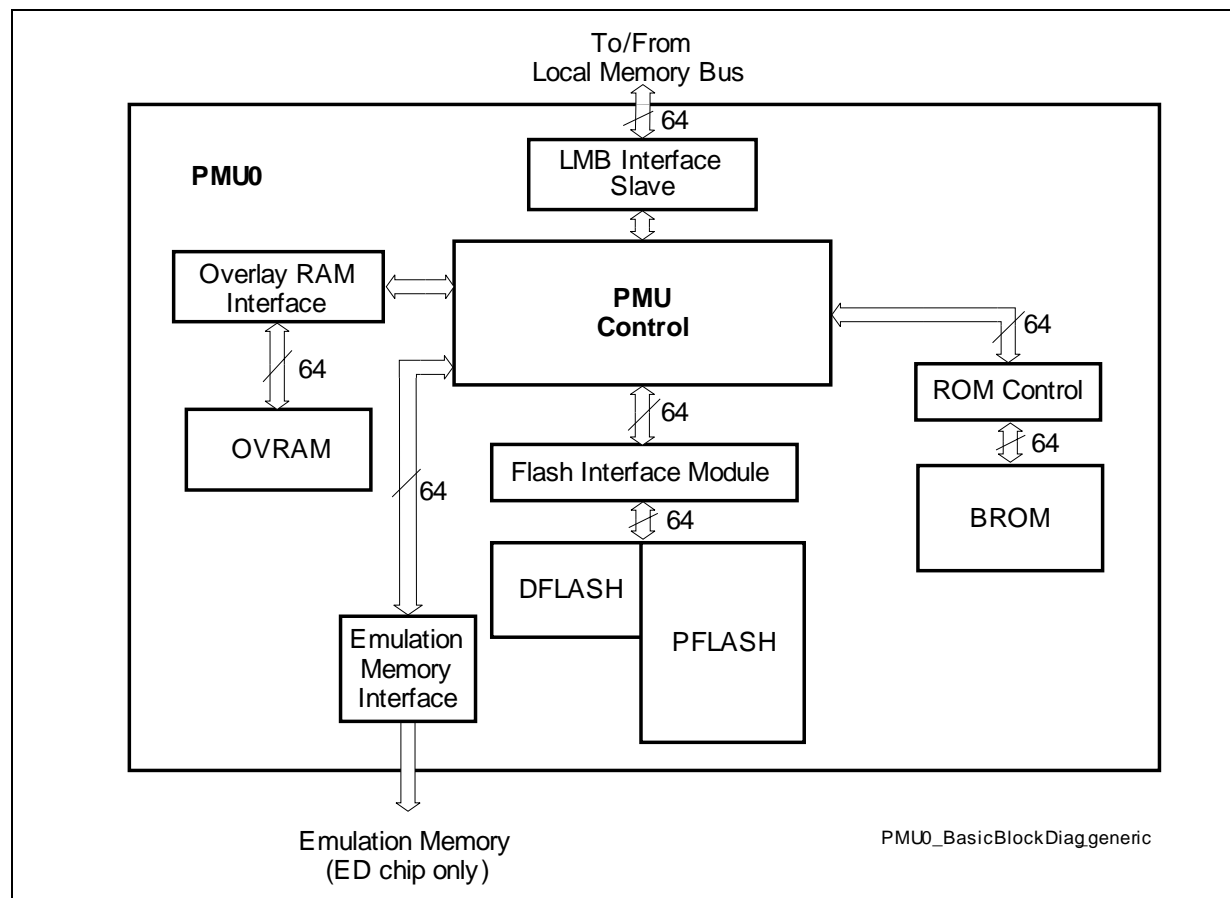 To/From
Local Memory Bus
64
PMU0
LMB Interface
Slave
Overlay RAM
Interface
PMU
Control
64
64
64
ROM Control
OVRAM
64
Flash Interface Module
64
64
BROM
DFLASH
PFLASH
Emulation
Memory
Interface
Emulation Memory
(ED chip only)
PMU0_BasicBlockDiag_generic